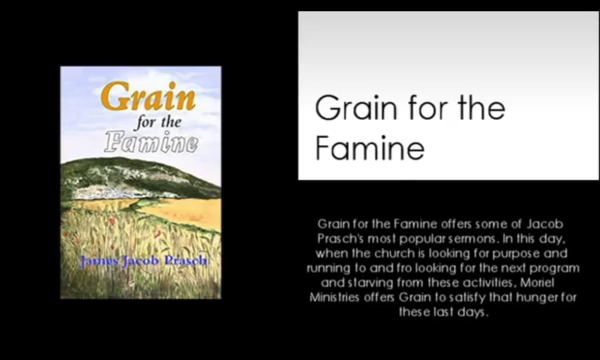 Grain
for the
Famine
James Jacob Prasch
Grain for the
Famine
Grain for the Famine offers some of Jacob
Prasch's most popular sermons. In this day,
when the church is looking for purpose and
running to and fro looking for the next program
and starving from these activities, Moriel
Ministries offers Grain to satisfy that hunger for
these last days.